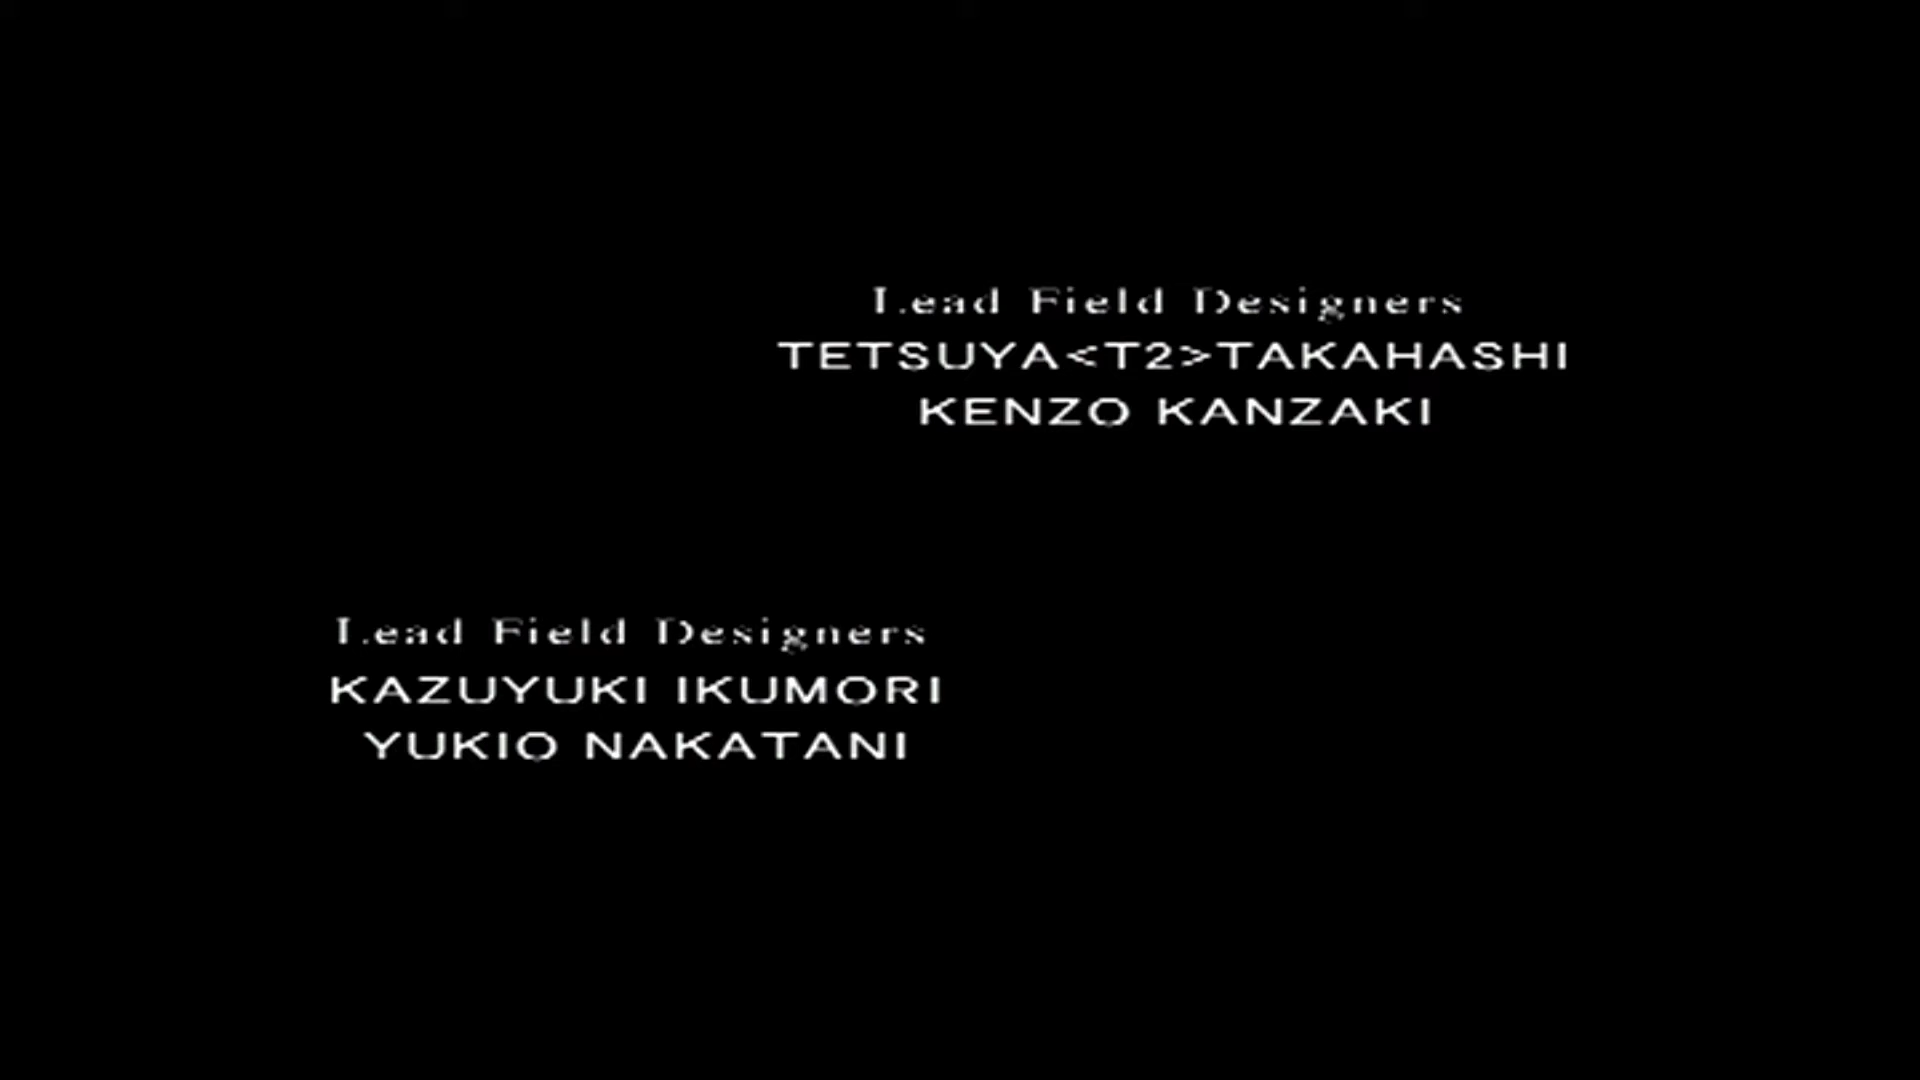 Lead Field Designers
TETSUYA<T2>TAKAHASHI
KENZO KANZAKI
Lead Field Designers
KAZUYUKI IKUMORI
YUKIO NAKATANI